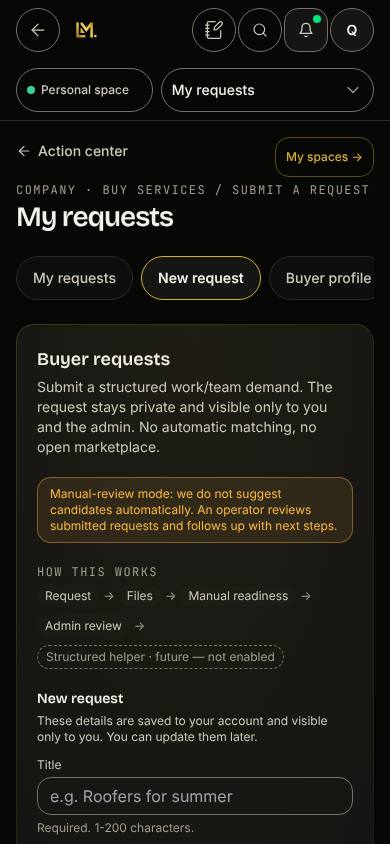 LM.
Q
Personal space
My requests
← Action center
My spaces →
COMPANY · BUY SERVICES / SUBMIT A REQUEST
My requests
My requests
New request
Buyer profile
Buyer requests
Submit a structured work/team demand. The
request stays private and visible only to you
and the admin. No automatic matching, no
open marketplace.
Manual-review mode: we do not suggest
candidates automatically. An operator reviews
submitted requests and follows up with next steps.
HOW THIS WORKS
Request → Files → Manual readiness →
Admin review →
Structured helper · future — not enabled
New request
These details are saved to your account and visible
only to you. You can update them later.
Title
e.g. Roofers for summer
Required. 1-200 characters.